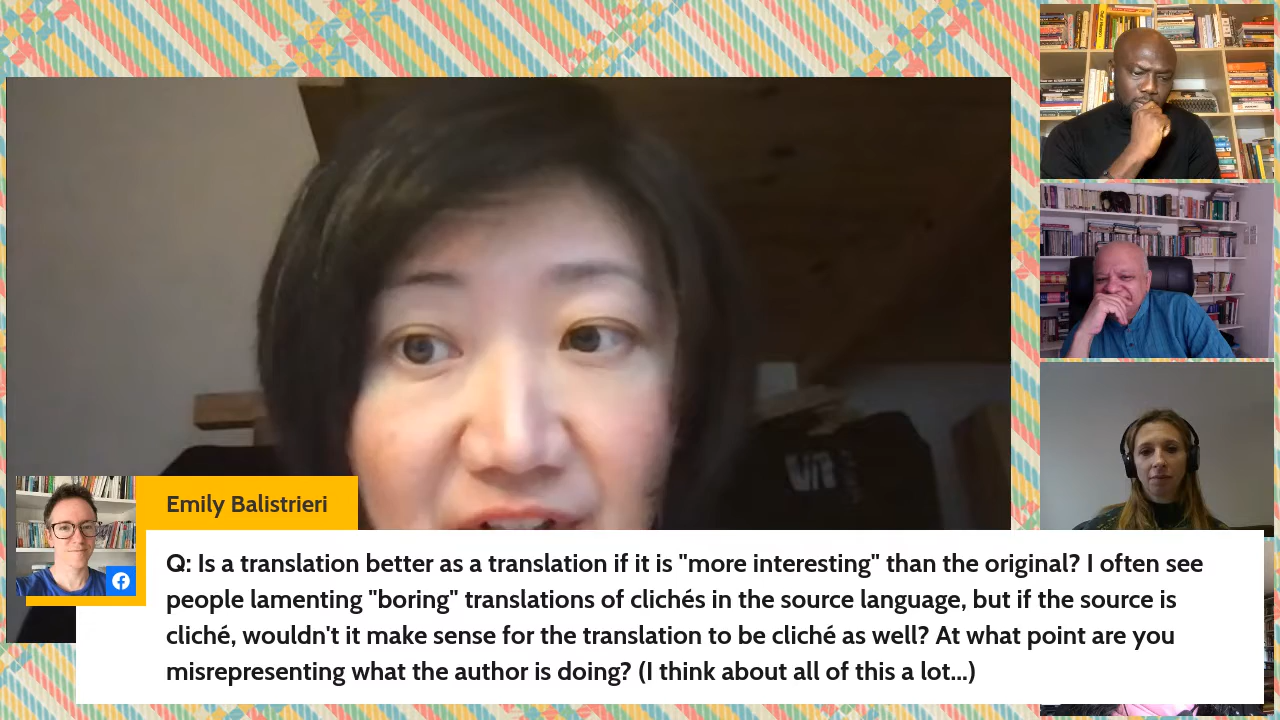 Emily Balistrieri
Q: Is a translation better as a translation if it is "more interesting" than the original? I often see
people lamenting "boring" translations of clichés in the source language, but if the source is
cliché, wouldn't it make sense for the translation to be cliché as well? At what point are you
misrepresenting what the author is doing? (I think about all of this a lot...)